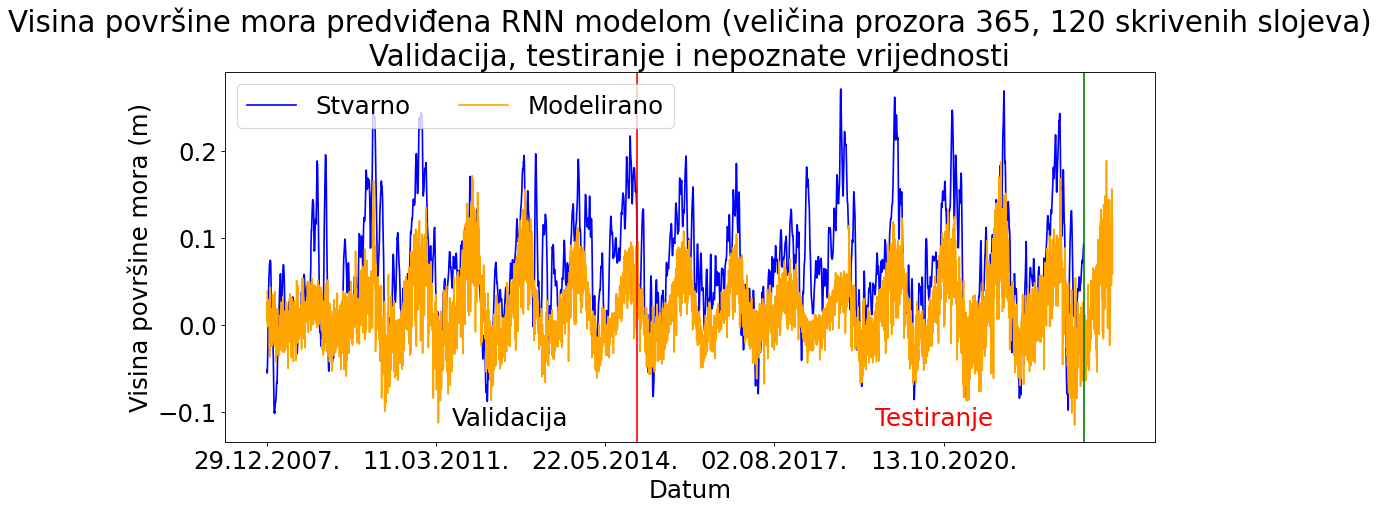 Visina površine mora predviđena RNN modelom (veličina prozora 365, 120 skrivenih slojeva)
Validacija, testiranje i nepoznate vrijednosti
Stvarno
Modelirano
Visina površine mora (m)
0.2
0.1
0.0
−0.1
Validacija
Testiranje
29.12.2007.
11.03.2011.
22.05.2014.
02.08.2017.
13.10.2020.
Datum